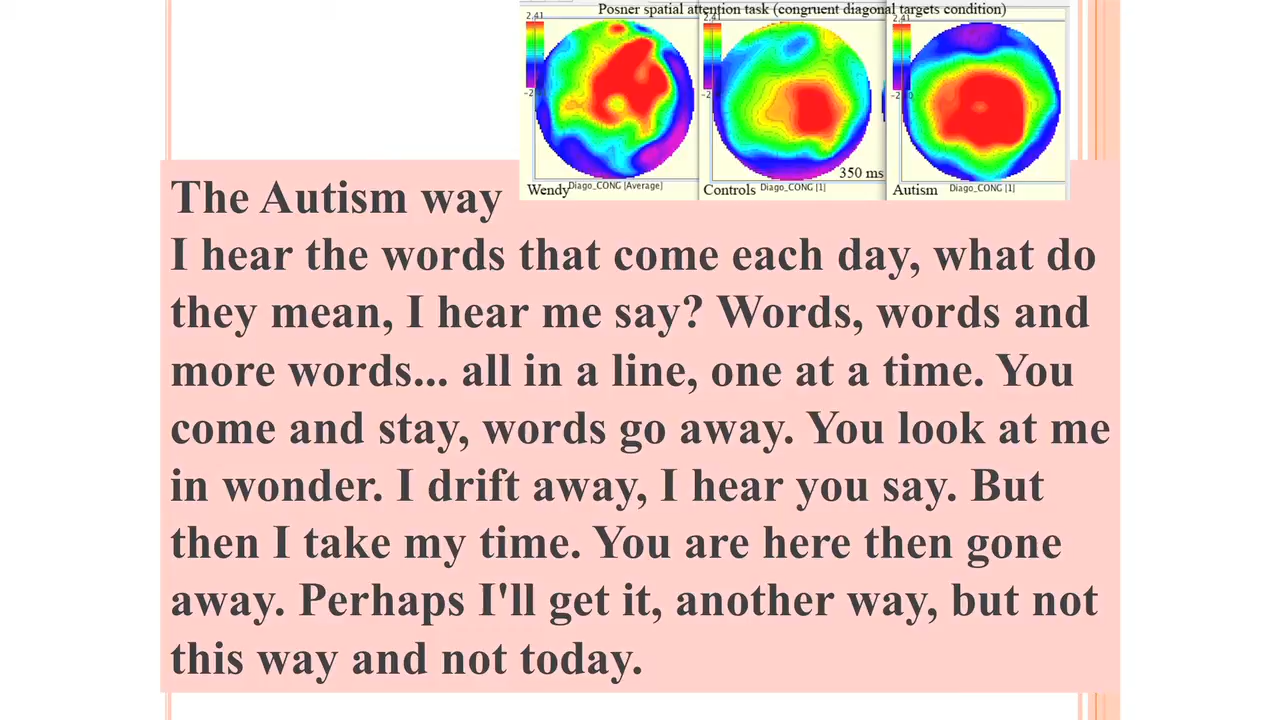 Posner spatial attention task (congruent diagonal targets condition)
2.41 2.41 2.41
350 ms
Wendy Diago_CONG [Average] Controls Diago_CONG [1] Autism Diago_CONG [1]
The Autism way
I hear the words that come each day, what do
they mean, I hear me say? Words, words and
more words... all in a line, one at a time. You
come and stay, words go away. You look at me
in wonder. I drift away, I hear you say. But
then I take my time. You are here then gone
away. Perhaps I'll get it, another way, but not
this way and not today.